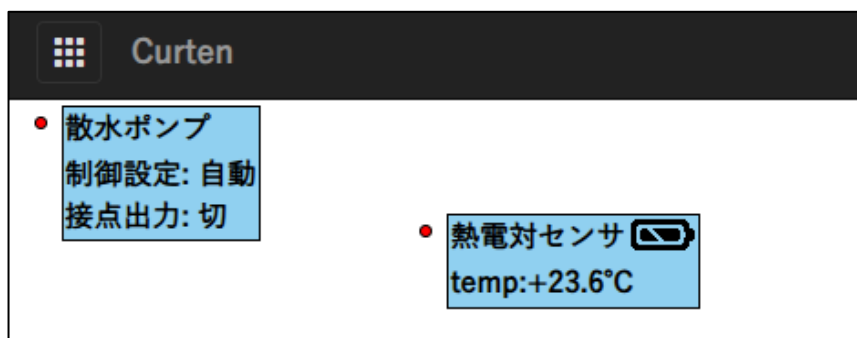 Curten
散水ポンプ
制御設定: 自動
接点出力: 切
熱電対センサ
temp:+23.6°C